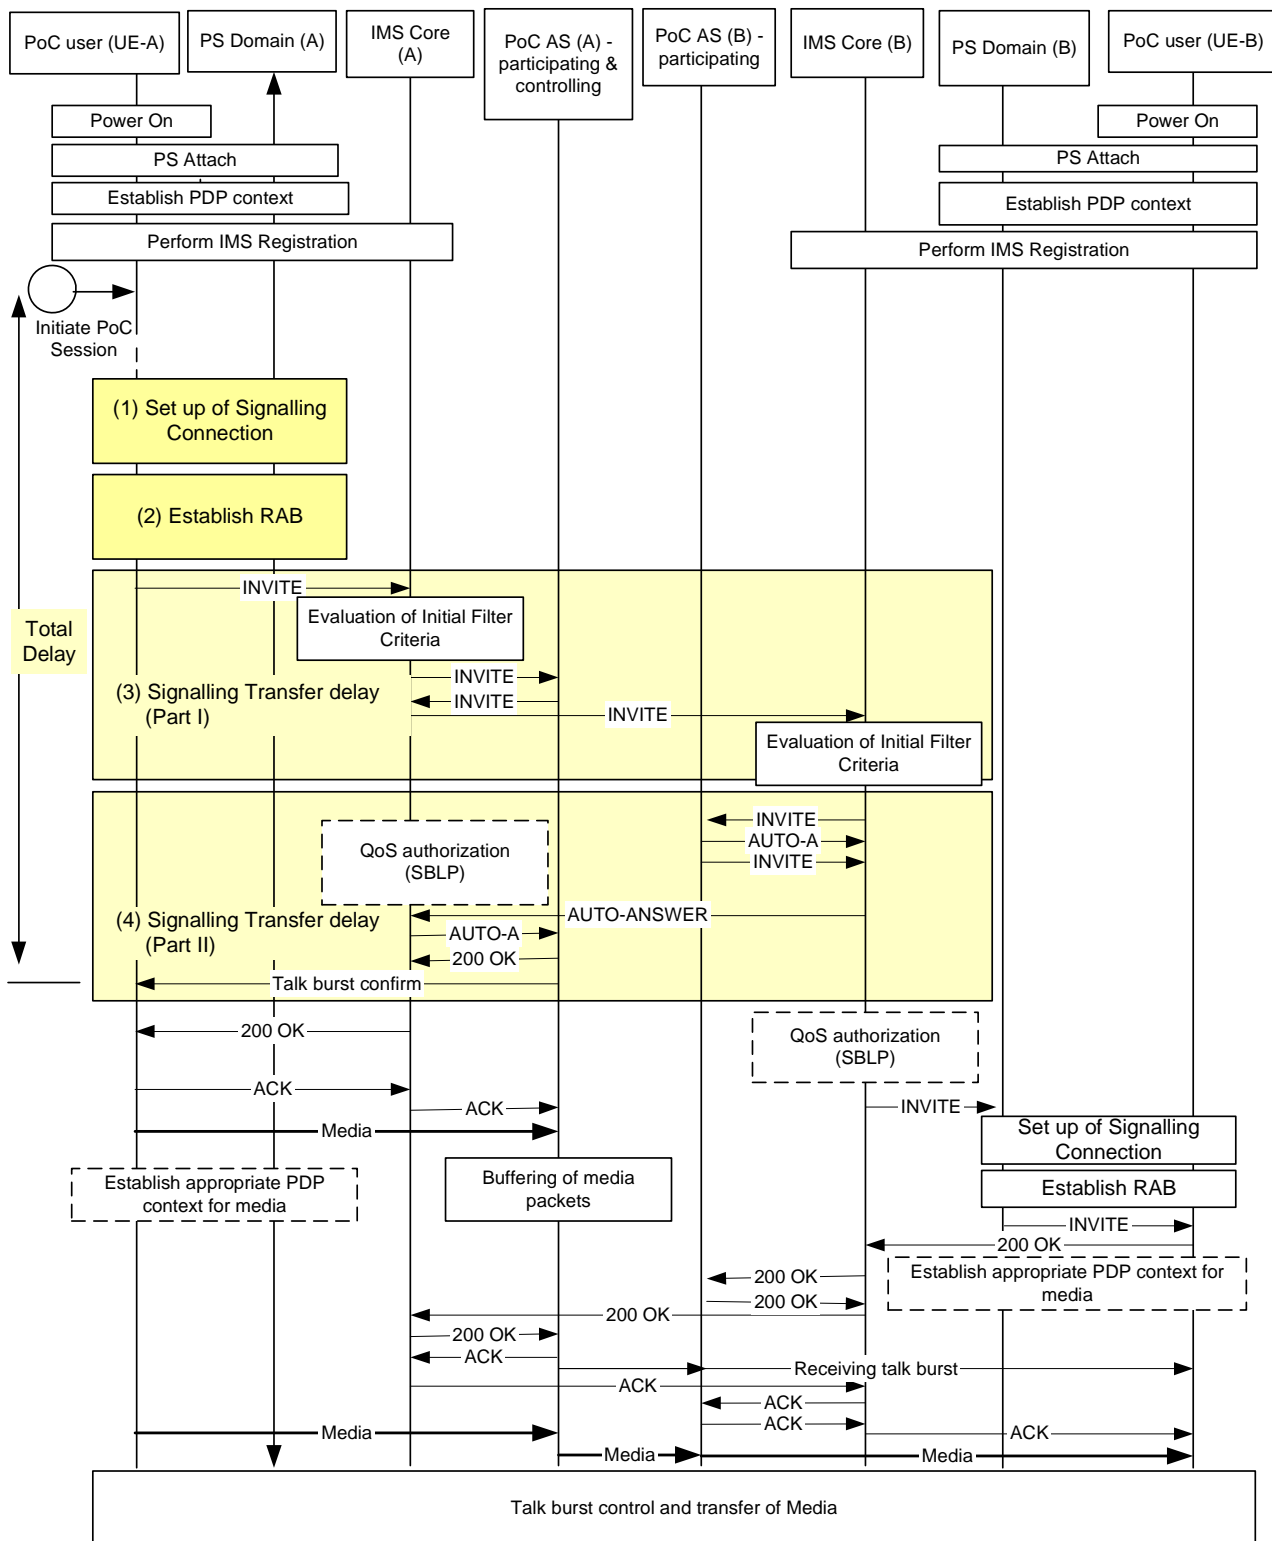 PoC user (UE-A)
PS Domain (A)
IMS Core
(A)
PoC AS (A) -
participating &
controlling
PoC AS (B) -
participating
IMS Core (B)
PS Domain (B)
PoC user (UE-B)
Power On
Power On
PS Attach
PS Attach
Establish PDP context
Establish PDP context
Perform IMS Registration
Perform IMS Registration
Initiate PoC
Session
(1) Set up of Signalling
Connection
(2) Establish RAB
Total
Delay
INVITE
Evaluation of Initial Filter
Criteria
INVITE
(3) Signalling Transfer delay
(Part I)
INVITE
INVITE
Evaluation of Initial Filter
Criteria
INVITE
AUTO-A
INVITE
QoS authorization
(SBLP)
AUTO-ANSWER
(4) Signalling Transfer delay
(Part II)
AUTO-A
200 OK
Talk burst confirm
200 OK
QoS authorization
(SBLP)
ACK
ACK
INVITE
Media
Set up of Signalling
Connection
Establish appropriate PDP
context for media
Buffering of media
packets
Establish RAB
INVITE
200 OK
Establish appropriate PDP context for
media
200 OK
200 OK
200 OK
200 OK
ACK
Receiving talk burst
ACK
ACK
ACK
ACK
Media
Media
Media
Talk burst control and transfer of Media